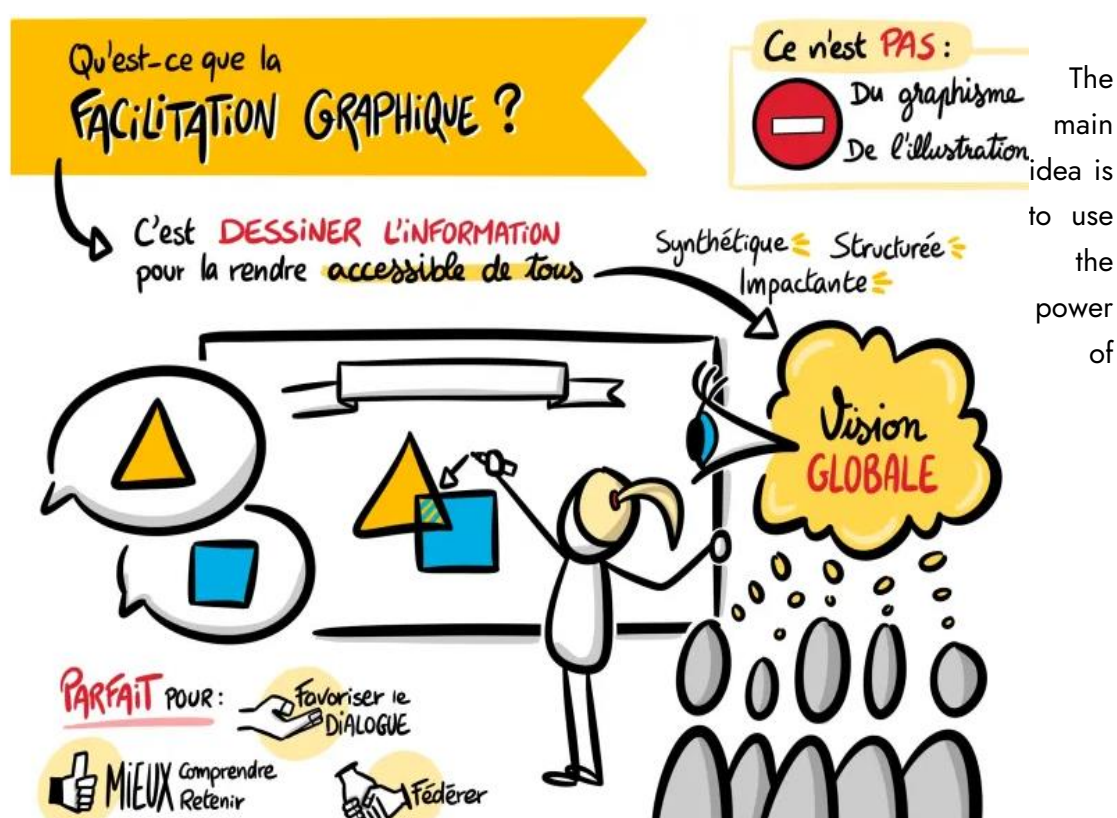 Qu'est-ce que la
FACILITATION GRAPHIQUE ?
Ce n'est PAS :
Du graphisme
De l'illustration
C'est DESSINER L'INFORMATION
pour la rendre accessible de tous
Synthétique Structurée
Impactante
Vision
GLOBALE
PARFAIT POUR :
Favoriser le
DIALOGUE
MIEUX Comprendre
Retenir
Fédérer
The
main
idea is
to use
the
power
of